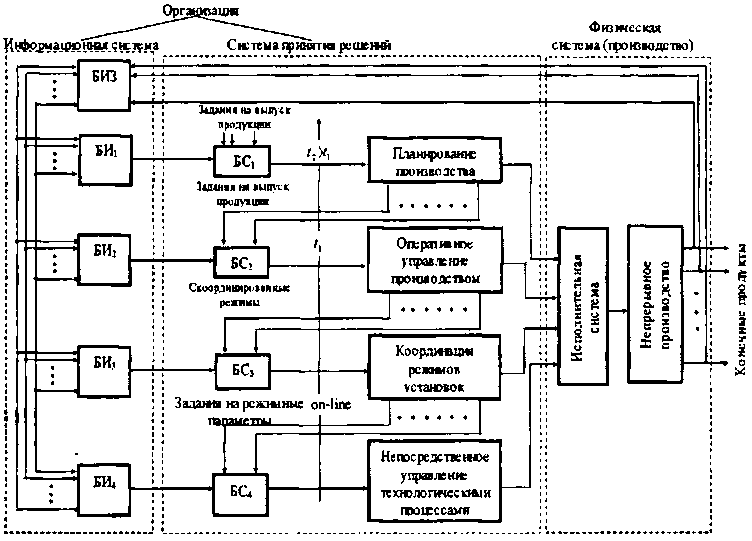 Организация
Информационная система
Система принятия решений
Физическая
система (производство)
БИЗ
Задания на выпуск
продукции
БИ₁
БС₁
t₂>t₁
Планирование
производства
Задания на выпуск
продукции
БИ₂
БС₂
t₁
Оперативное
управление
производством
Скоординированные
режимы
Исполнительная
система
Непрерывное
производство
Конечные продукты
БИ₃
БС₃
Координация
режимов
установок
Задания на режимные on-line
параметры
БИ₄
БС₄
Непосредственное
управление
технологическими
процессами